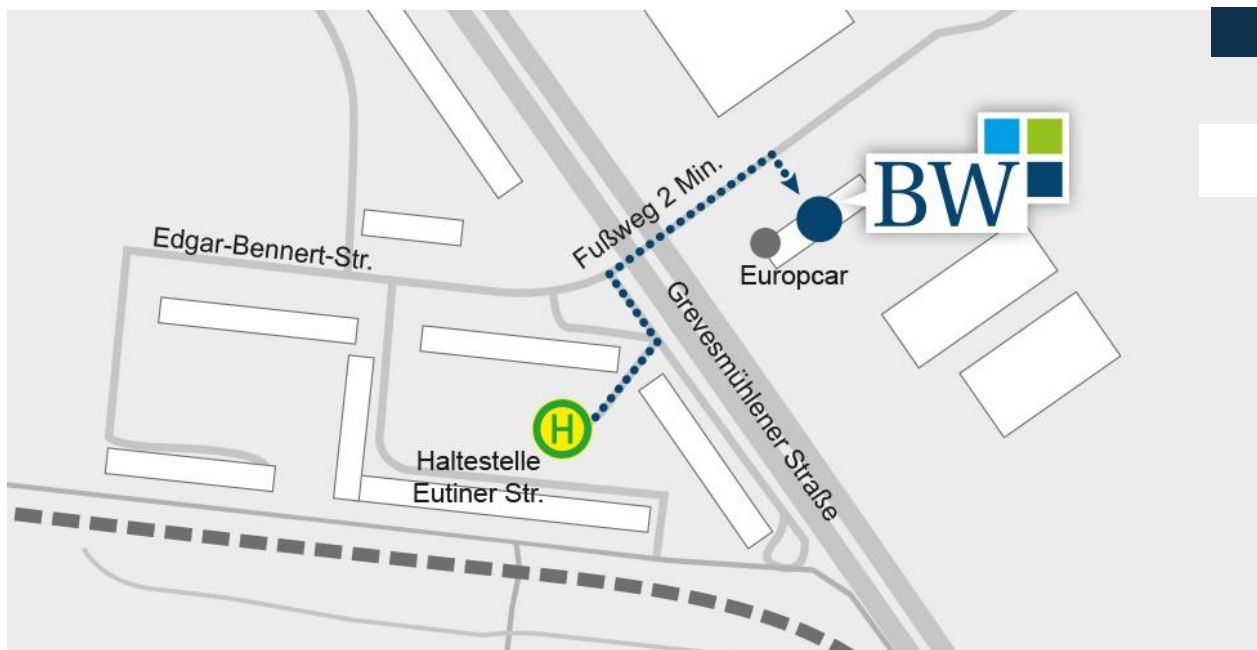 BW
Fußweg 2 Min.
Edgar-Bennert-Str.
Europcar
Grevesmühlener Straße
H
Haltestelle
Eutiner Str.